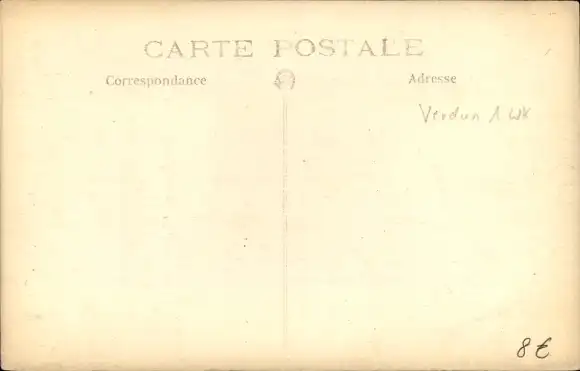 CARTE POSTALE
Correspondance
Adresse
Verdun 1 WK
8 €